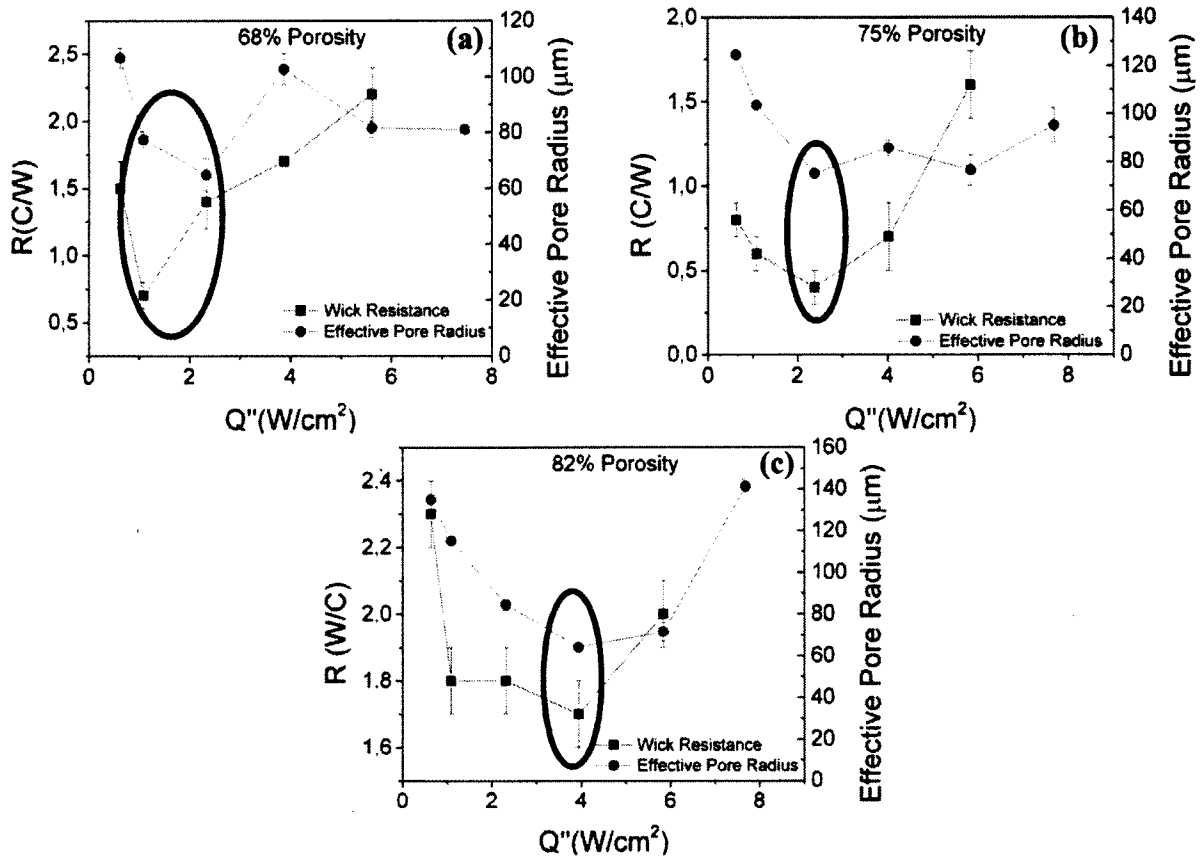 68% Porosity
(a)
2,5
2,0
1,5
1,0
0,5
R(C/W)
120
100
80
60
40
20
0
Effective Pore Radius (μm)
Wick Resistance
Effective Pore Radius
0 2 4 6 8
Q"(W/cm²)
75% Porosity
(b)
2,0
1,5
1,0
0,5
0,0
R (C/W)
140
120
100
80
60
40
20
0
Effective Pore Radius (μm)
Wick Resistance
Effective Pore Radius
0 2 4 6 8
Q"(W/cm²)
82% Porosity
(c)
2.4
2,2
2.0
1.8
1.6
R (W/C)
160
140
120
100
80
60
40
20
0
Effective Pore Radius (μm)
Wick Resistance
Effective Pore Radius
0 2 4 6 8
Q"(W/cm²)